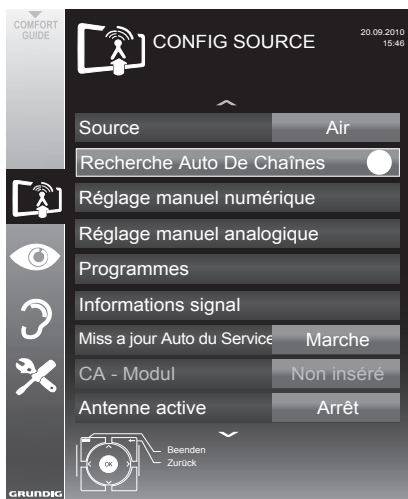 COMFORT
GUIDE
CONFIG SOURCE
20.09.2010
15:46
Source Air
Recherche Auto De Chaînes
Réglage manuel numérique
Réglage manuel analogique
Programmes
Informations signal
Miss a jour Auto du Service Marche
CA - Modul Non inséré
Antenne active Arrêt
OK
Beenden
Zurück
GRUNDIG